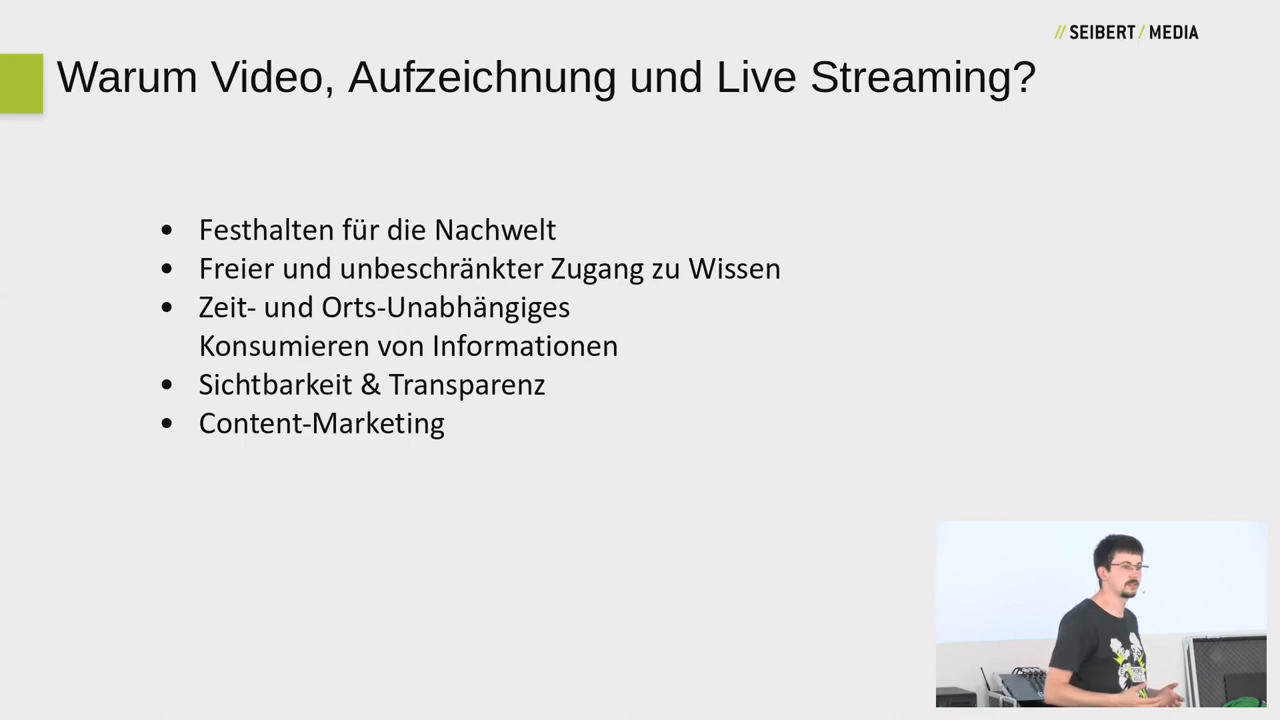 // SEIBERT / MEDIA
Warum Video, Aufzeichnung und Live Streaming?
• Festhalten für die Nachwelt
• Freier und unbeschränkter Zugang zu Wissen
• Zeit- und Orts-Unabhängiges
Konsumieren von Informationen
• Sichtbarkeit & Transparenz
• Content-Marketing